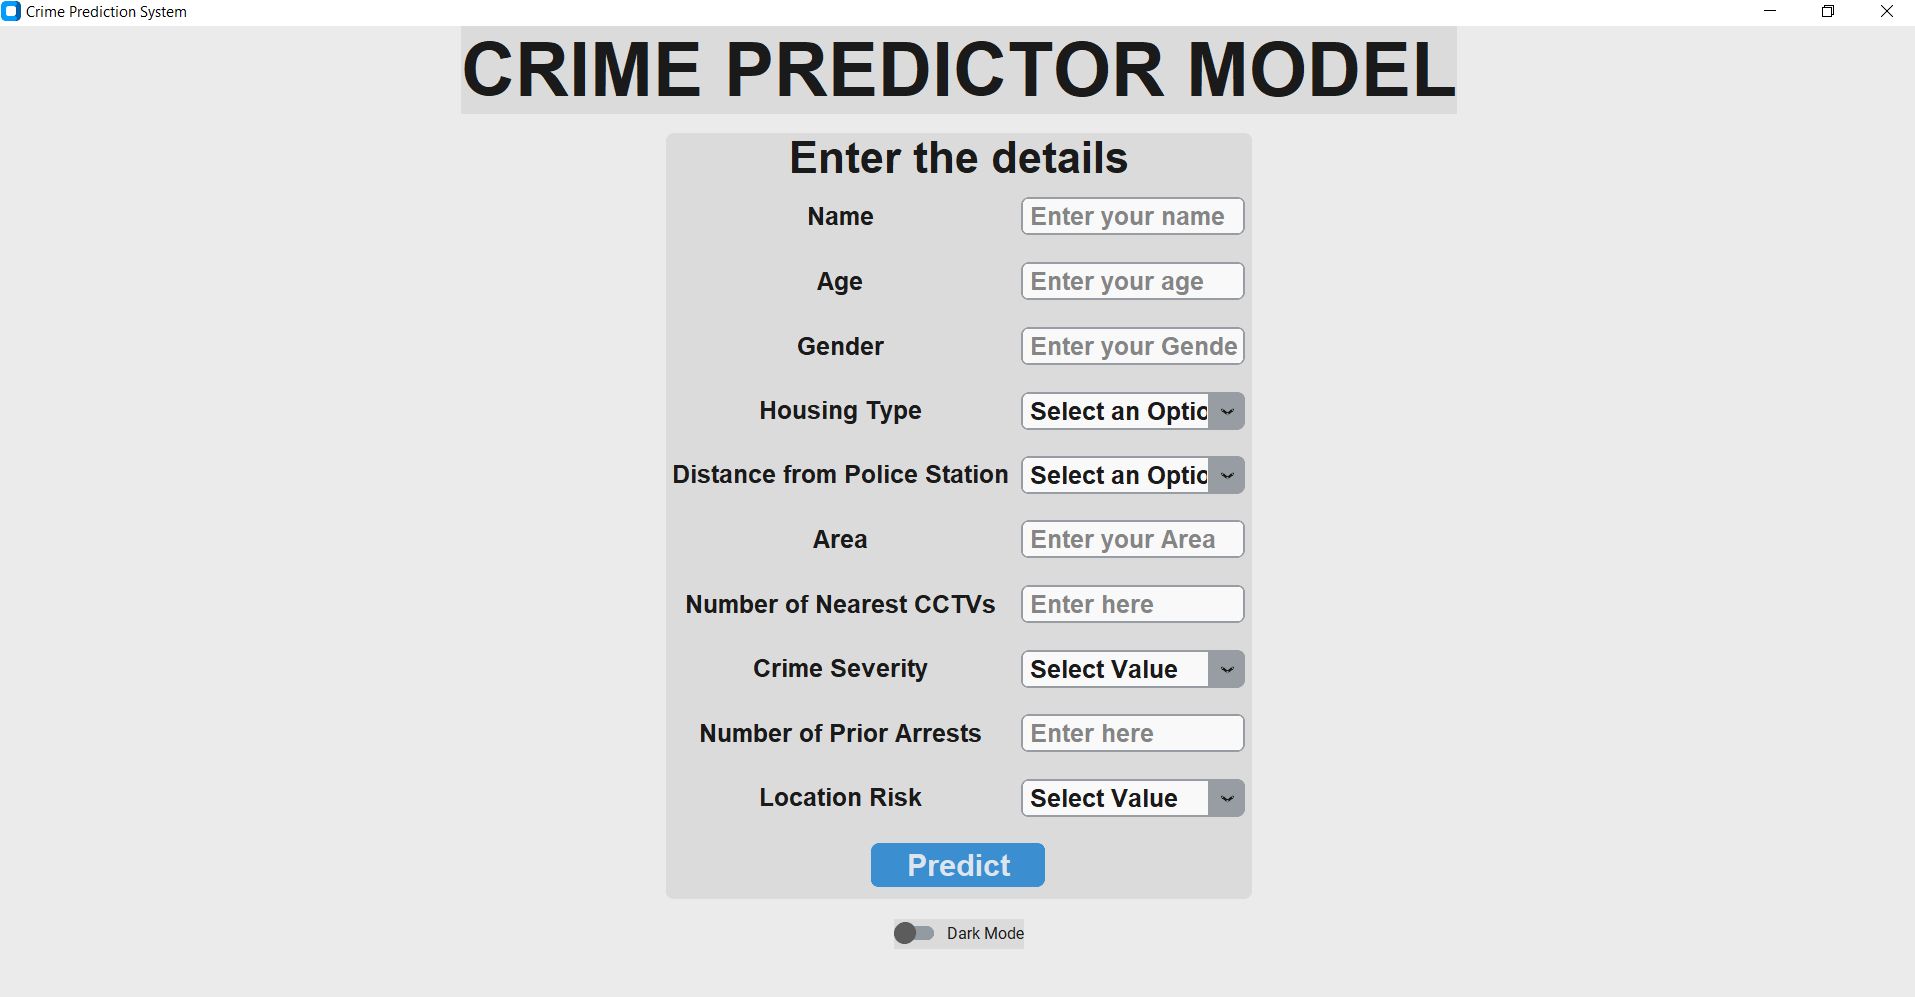 Crime Prediction System
CRIME PREDICTOR MODEL
Enter the details
Name Enter your name
Age Enter your age
Gender Enter your Gende
Housing Type Select an Optio
Distance from Police Station Select an Optio
Area Enter your Area
Number of Nearest CCTVs Enter here
Crime Severity Select Value
Number of Prior Arrests Enter here
Location Risk Select Value
Predict
Dark Mode